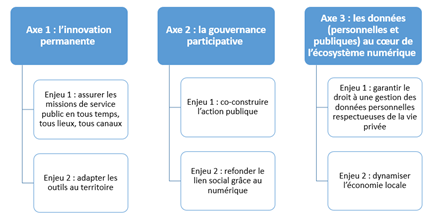 Axe 1 : l'innovation
permanente
Enjeu 1 : assurer les
missions de service
public en tous temps,
tous lieux, tous canaux
Enjeu 2 : adapter les
outils au territoire
Axe 2 : la gouvernance
participative
Enjeu 1 : co-construire
l'action publique
Enjeu 2 : refonder le
lien social grâce au
numérique
Axe 3 : les données
(personnelles et
publiques) au cœur de
l'écosystème numérique
Enjeu 1 : garantir le
droit à une gestion des
données personnelles
respectueuses de la vie
privée
Enjeu 2 : dynamiser
l'économie locale